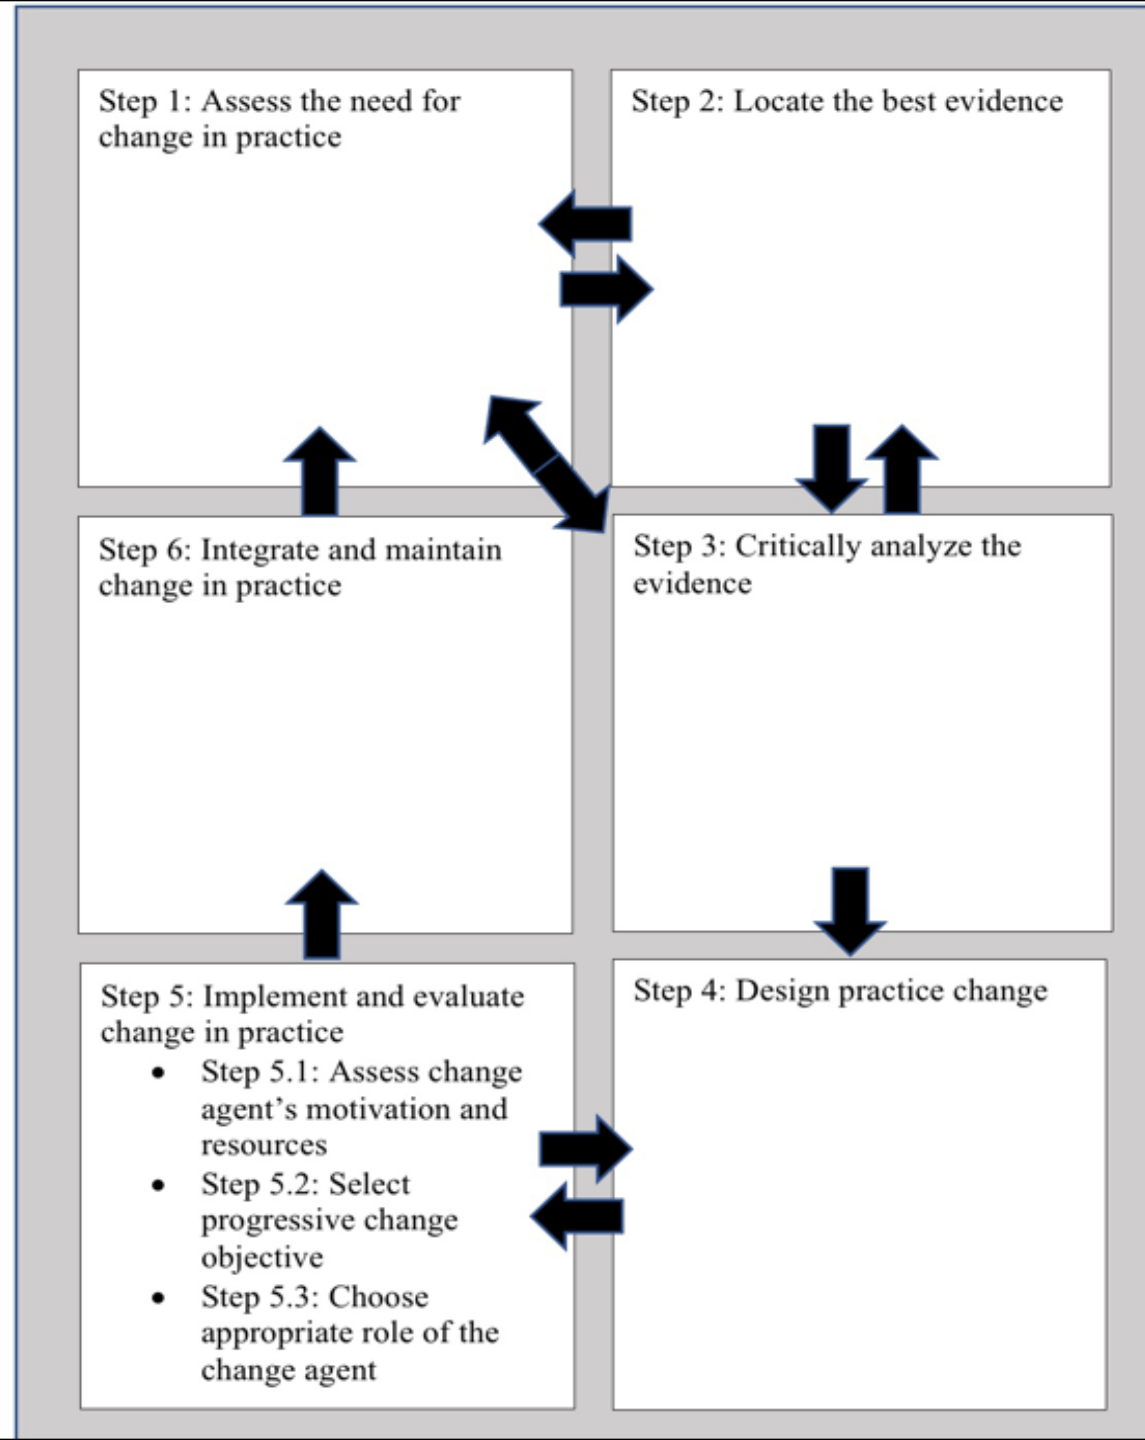 Step 1: Assess the need for
change in practice
Step 2: Locate the best evidence
Step 6: Integrate and maintain
change in practice
Step 3: Critically analyze the
evidence
Step 5: Implement and evaluate
change in practice
• Step 5.1: Assess change
agent’s motivation and
resources
• Step 5.2: Select
progressive change
objective
• Step 5.3: Choose
appropriate role of the
change agent
Step 4: Design practice change